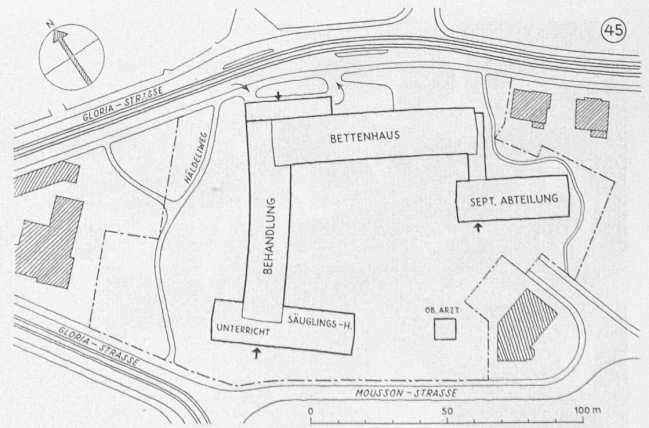 45
N
GLORIA-STRASSE
HÄLDELIWEG
BETTENHAUS
SEPT. ABTEILUNG
BEHANDLUNG
OB. ARZT
UNTERRICHT
SÄUGLINGS-H.
GLORIA-STRASSE
MOUSSON-STRASSE
0 50 100 m